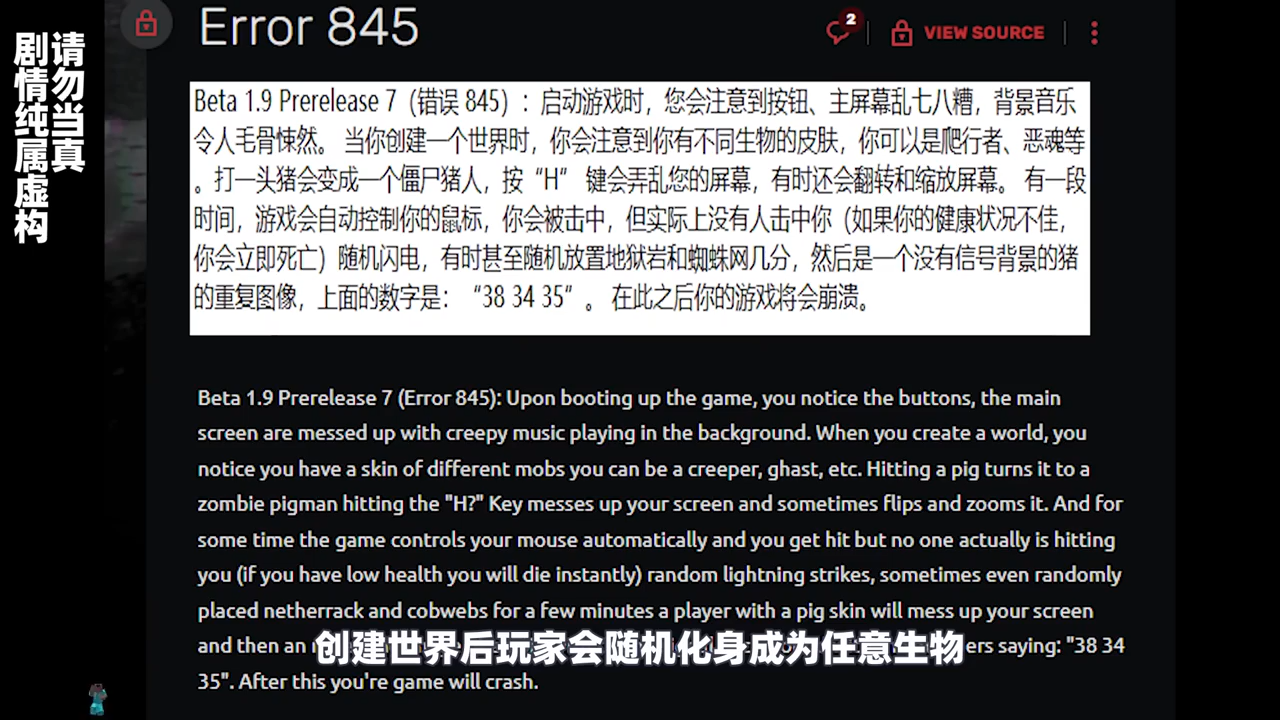 请勿当真
剧情纯属虚构
Error 845
2
VIEW SOURCE
Beta 1.9 Prerelease 7（错误 845）：启动游戏时，您会注意到按钮、主屏幕乱七八糟，背景音乐
令人毛骨悚然。 当你创建一个世界时，你会注意到你有不同生物的皮肤，你可以是爬行者、恶魂等
。打一头猪会变成一个僵尸猪人，按“H” 键会弄乱您的屏幕，有时还会翻转和缩放屏幕。 有一段
时间，游戏会自动控制你的鼠标，你会被击中，但实际上没有人击中你（如果你的健康状况不佳，
你会立即死亡）随机闪电，有时甚至随机放置地狱岩和蜘蛛网几分，然后是一个没有信号背景的猪
的重复图像，上面的数字是：“38 34 35”。 在此之后你的游戏将会崩溃。
Beta 1.9 Prerelease 7 (Error 845): Upon booting up the game, you notice the buttons, the main
screen are messed up with creepy music playing in the background. When you create a world, you
notice you have a skin of different mobs you can be a creeper, ghast, etc. Hitting a pig turns it to a
zombie pigman hitting the "H?" Key messes up your screen and sometimes flips and zooms it. And for
some time the game controls your mouse automatically and you get hit but no one actually is hitting
you (if you have low health you will die instantly) random lightning strikes, sometimes even randomly
placed netherrack and cobwebs for a few minutes a player with a pig skin will mess up your screen
and then an saying: "38 34
35". After this you're game will crash.
创建世界后玩家会随机化身成为任意生物